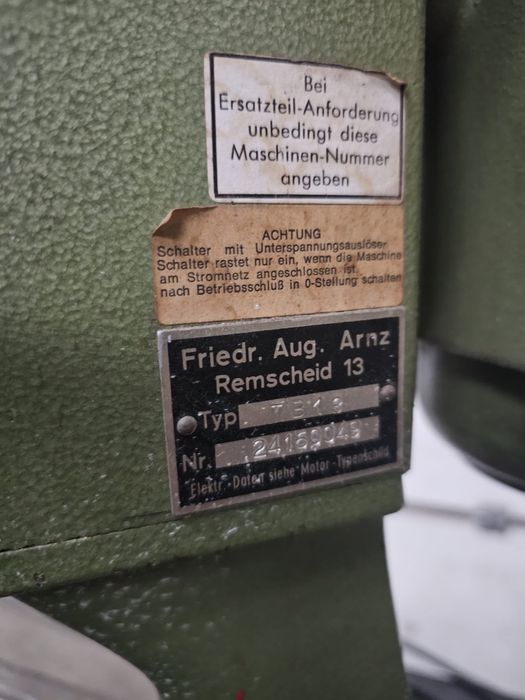 Bei
Ersatzteil-Anforderung
unbedingt diese
Maschinen-Nummer
angeben
ACHTUNG
Schalter mit Unterspannungsauslöser
Schalter rastet nur ein, wenn die Maschine
am Stromnetz angeschlossen ist.
nach Betriebsschluß in 0-Stellung schalten
Friedr. Aug. Arnz
Remscheid 13
Typ
Nr. 24159049
Elektr.-Daten siehe Motor-Typenschild